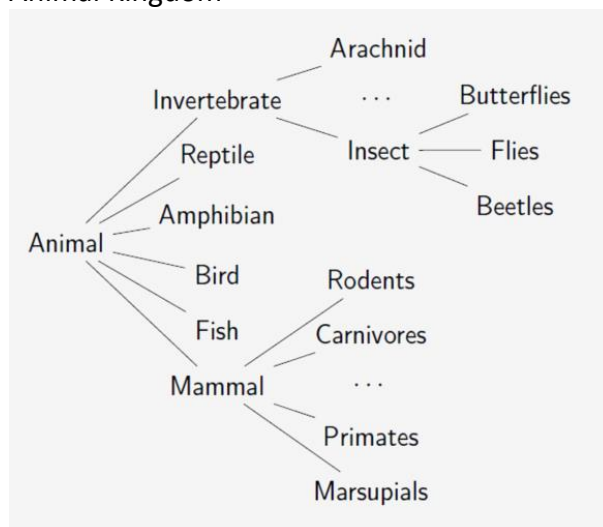 Animal Kingdom
Arachnid
Invertebrate
. . .
Butterflies
Reptile
Insect
Flies
Amphibian
Beetles
Animal
Bird
Rodents
Fish
Carnivores
Mammal
. . .
Primates
Marsupials